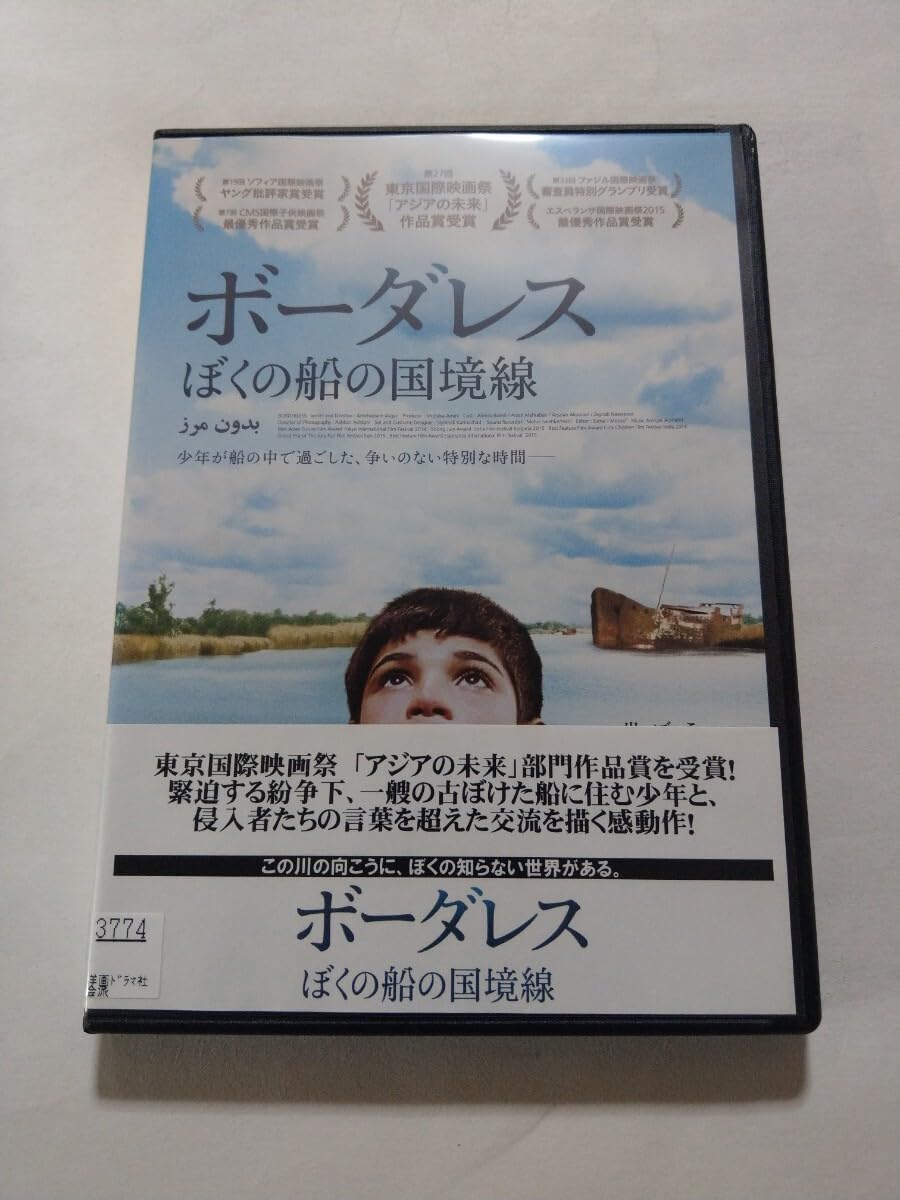 第19回 ソフィア国際映画祭
ヤング批評家賞受賞
第7回 CMS国際子供映画祭
最優秀作品賞受賞
第27回
東京国際映画祭
「アジアの未来」
作品賞受賞
第33回 ファジル国際映画祭
審査員特別グランプリ受賞
エスペランサ国際映画祭2015
最優秀作品賞受賞
ボーダレス
ぼくの船の国境線
بدون مرز
少年が船の中で過ごした、争いのない特別な時間──
東京国際映画祭 「アジアの未来」部門作品賞を受賞!
緊迫する紛争下、一艘の古ぼけた船に住む少年と、
侵入者たちの言葉を超えた交流を描く感動作!
この川の向こうに、ぼくの知らない世界がある。
ボーダレス
ぼくの船の国境線
3774
洋画 ドラマ社